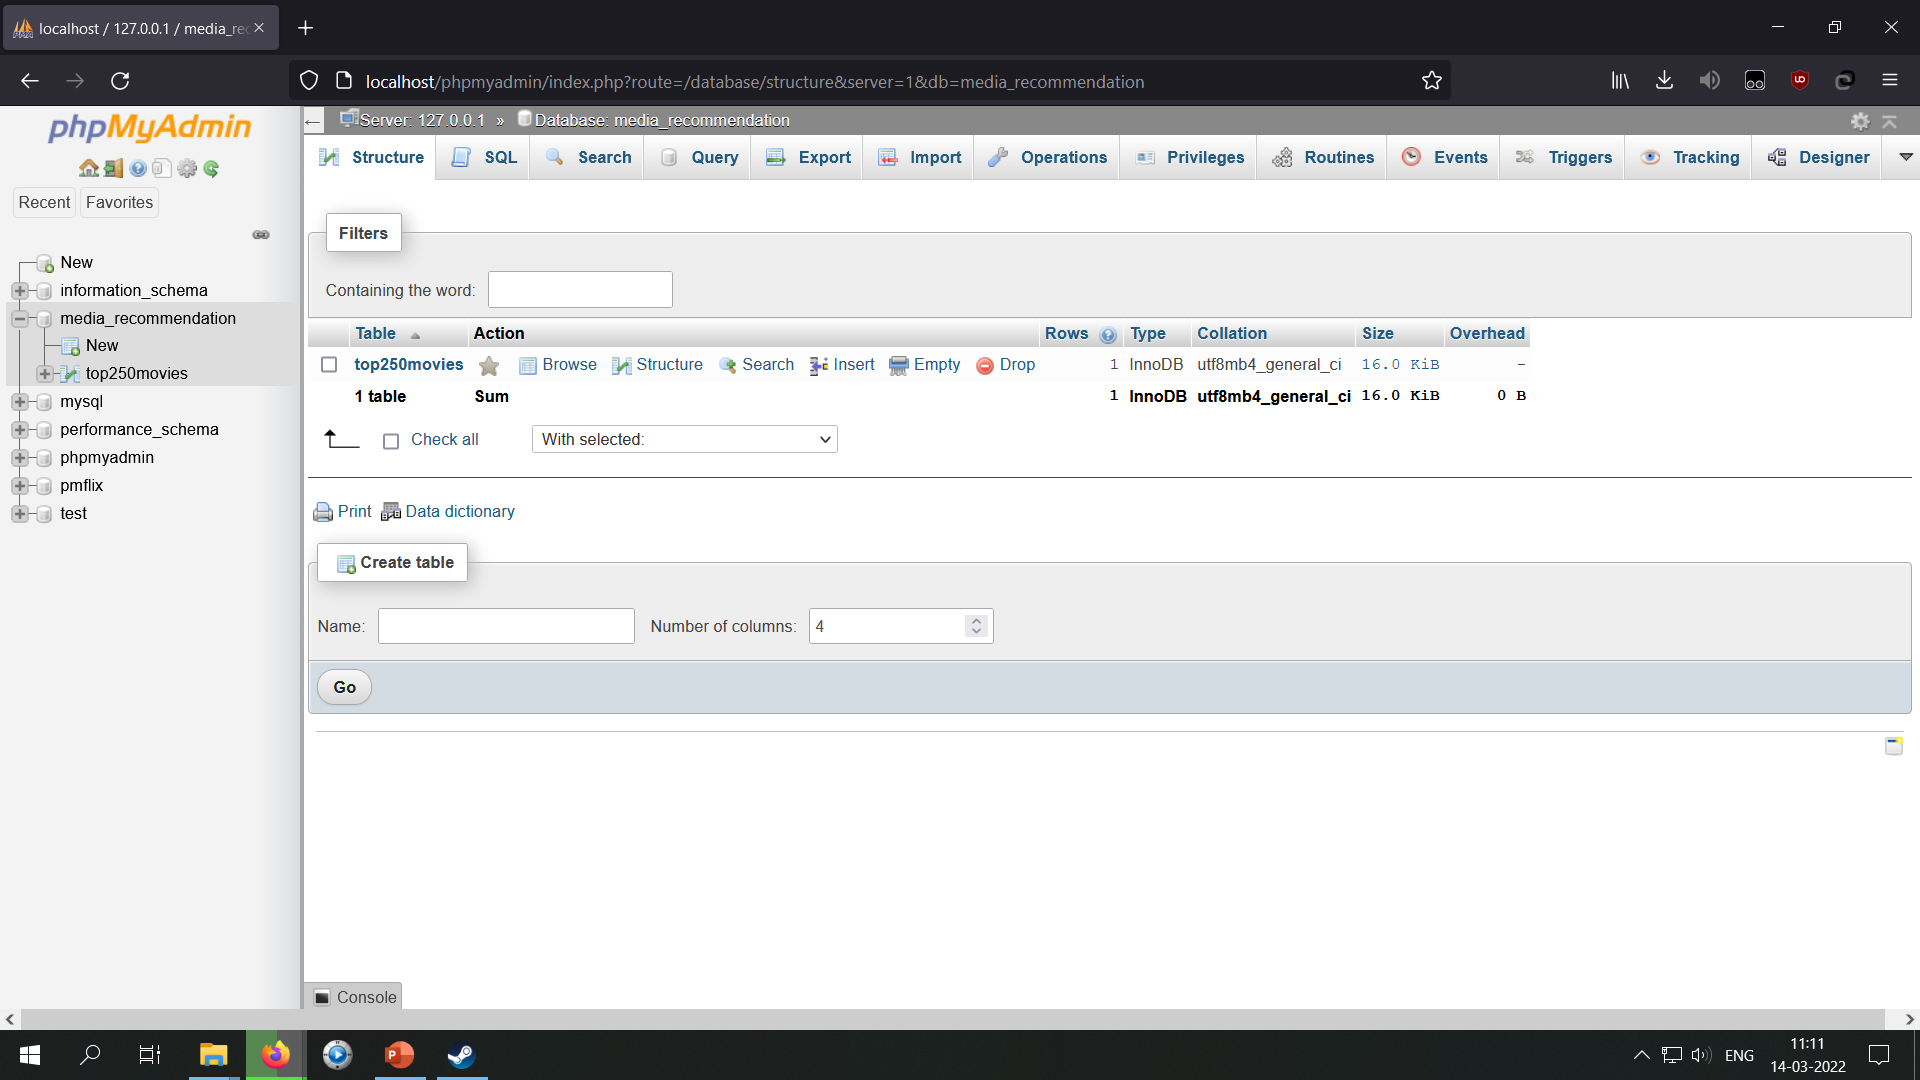 localhost / 127.0.0.1 / media_rec
localhost/phpmyadmin/index.php?route=/database/structure&server=1&db=media_recommendation
phpMyAdmin
Recent Favorites
New
information_schema
media_recommendation
New
top250movies
mysql
performance_schema
phpmyadmin
pmflix
test
Server: 127.0.0.1 » Database: media_recommendation
Structure SQL Search Query Export Import Operations Privileges Routines Events Triggers Tracking Designer
Filters
Containing the word:
Table Action Rows Type Collation Size Overhead
top250movies Browse Structure Search Insert Empty Drop 1 InnoDB utf8mb4_general_ci 16.0 KiB -
1 table Sum 1 InnoDB utf8mb4_general_ci 16.0 KiB 0 B
Check all With selected:
Print Data dictionary
Create table
Name: Number of columns: 4
Go
Console
ENG
11:11
14-03-2022